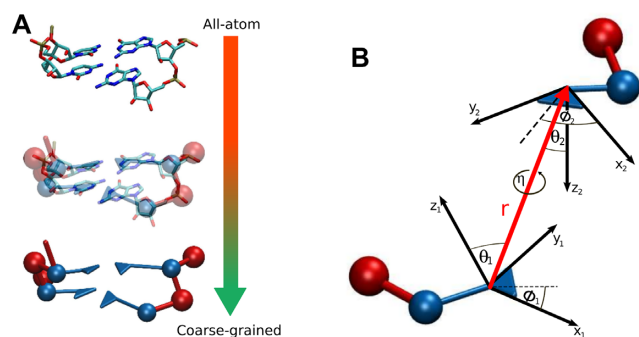 A
All-atom
Coarse-grained
B
y₂
ϕ₂
θ₂
x₂
z₂
η
r
z₁
y₁
θ₁
ϕ₁
x₁